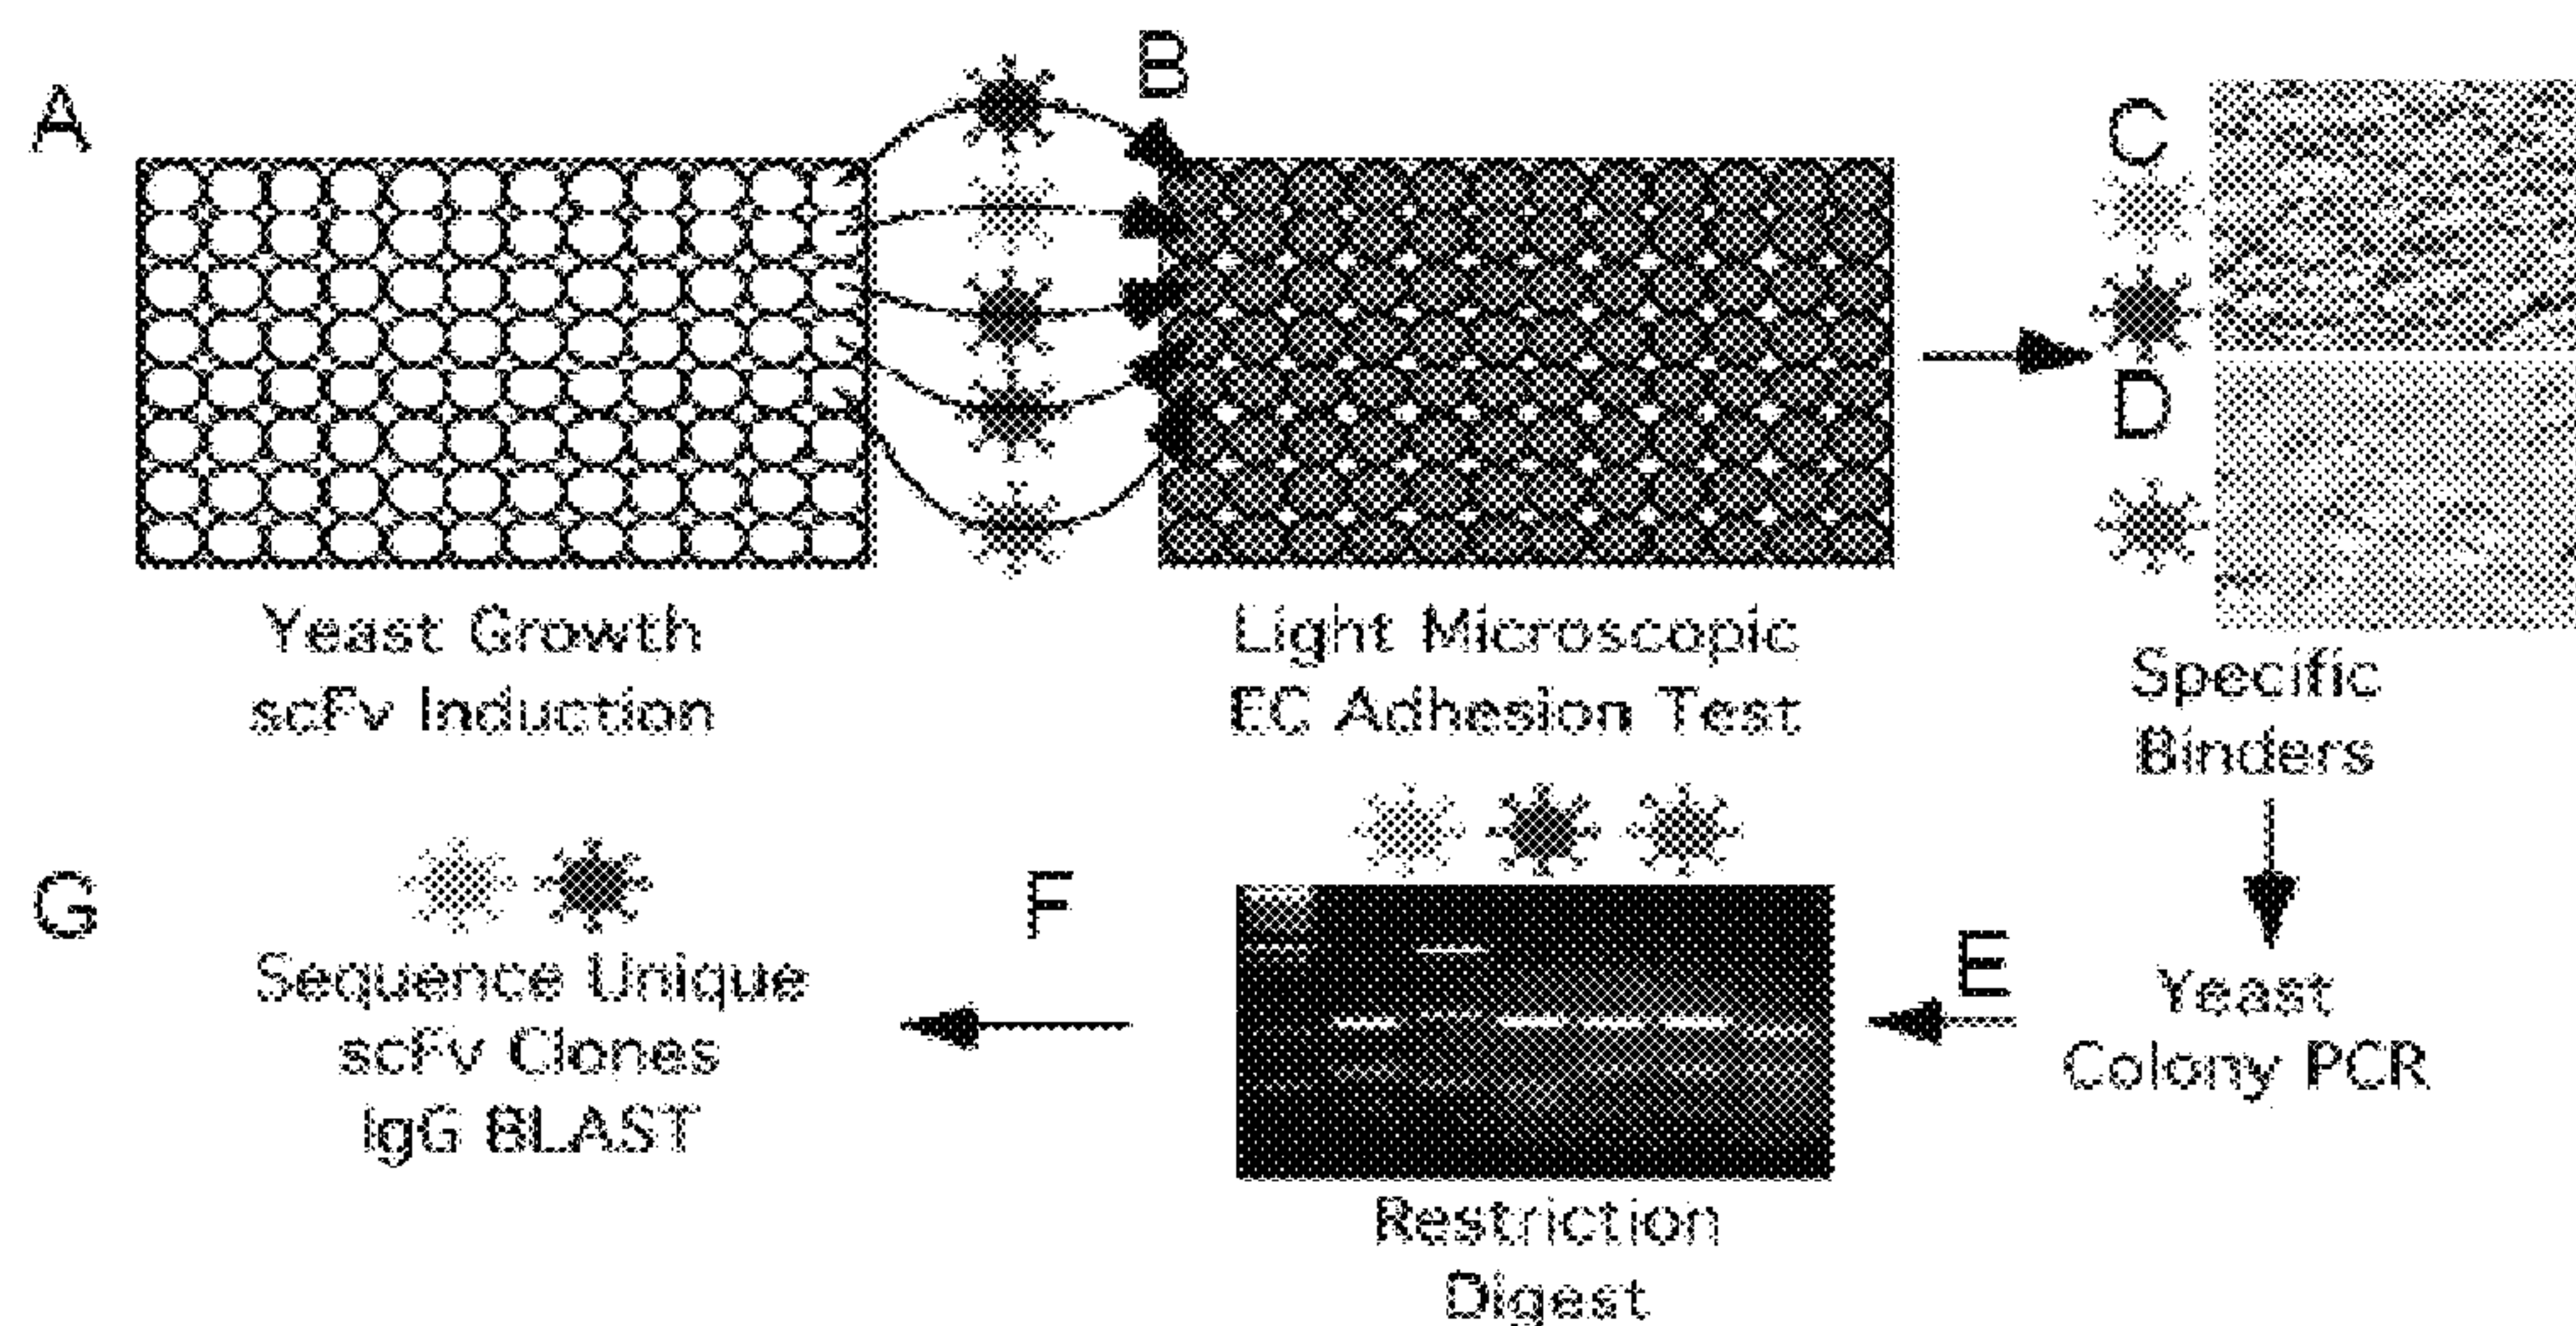 A
B
C
D
Yeast Growth
scFv Induction
Light Microscopic
EC Adhesion Test
Specific
Binders
G
F
E
Sequence Unique
scFv Clones
IgG BLAST
Yeast
Colony PCR
Restriction
Digest